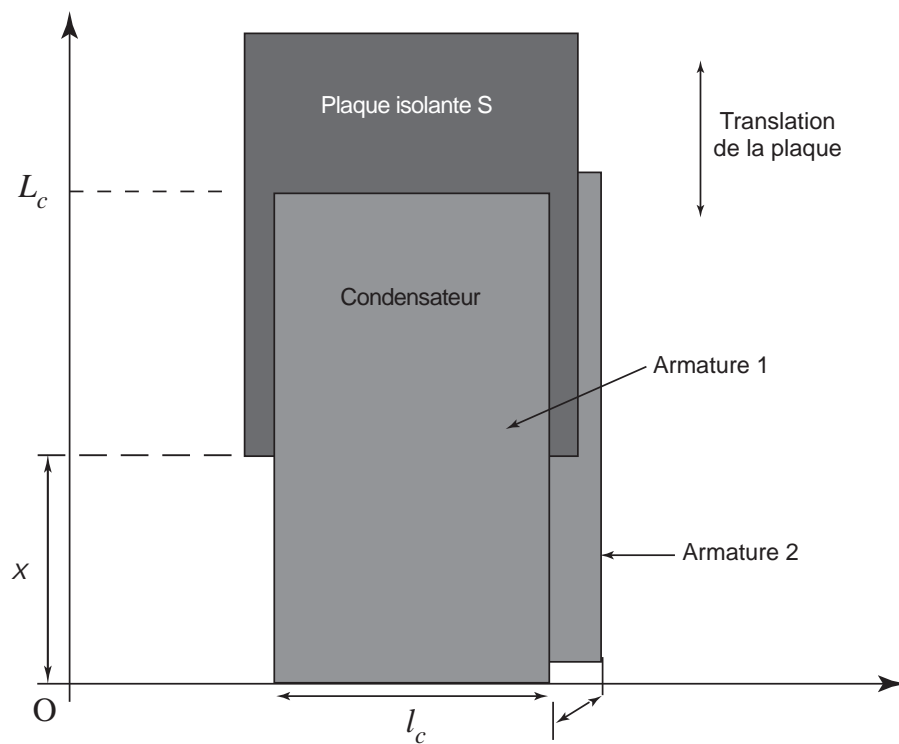 Plaque isolante S
Translation
de la plaque
L_c
Condensateur
Armature 1
Armature 2
x
O
l_c